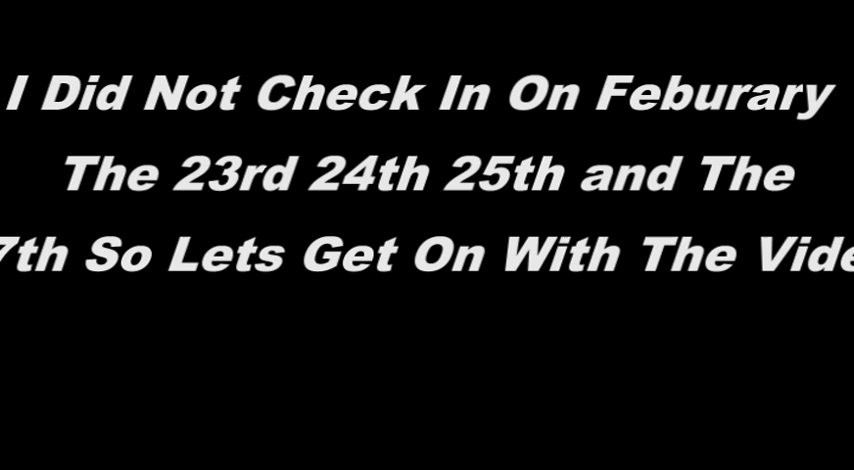 I Did Not Check In On Feburary
The 23rd 24th 25th and The
7th So Lets Get On With The Vide